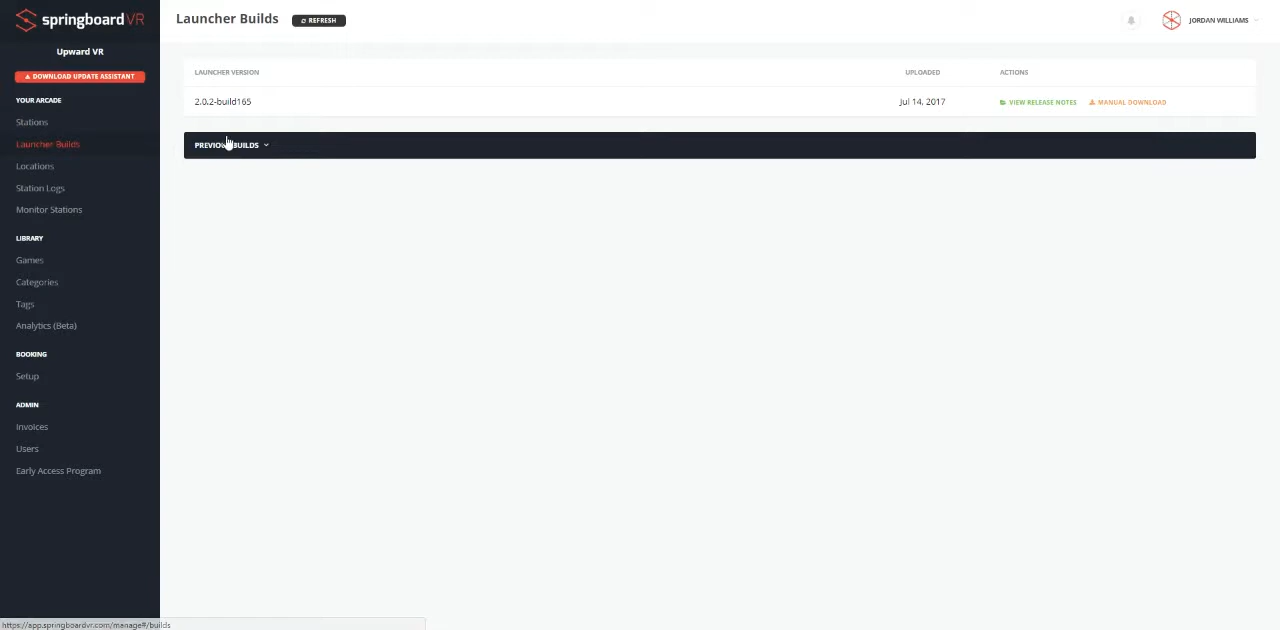 springboardVR
Launcher Builds
REFRESH
JORDAN WILLIAMS
Upward VR
DOWNLOAD UPDATE ASSISTANT
YOUR ARCADE
Stations
Launcher Builds
Locations
Station Logs
Monitor Stations
LIBRARY
Games
Categories
Tags
Analytics (Beta)
BOOKING
Setup
ADMIN
Invoices
Users
Early Access Program
LAUNCHER VERSION UPLOADED ACTIONS
2.0.2-build165 Jul 14, 2017 VIEW RELEASE NOTES MANUAL DOWNLOAD
PREVIOUS BUILDS
https://app.springboardvr.com/manage#/builds